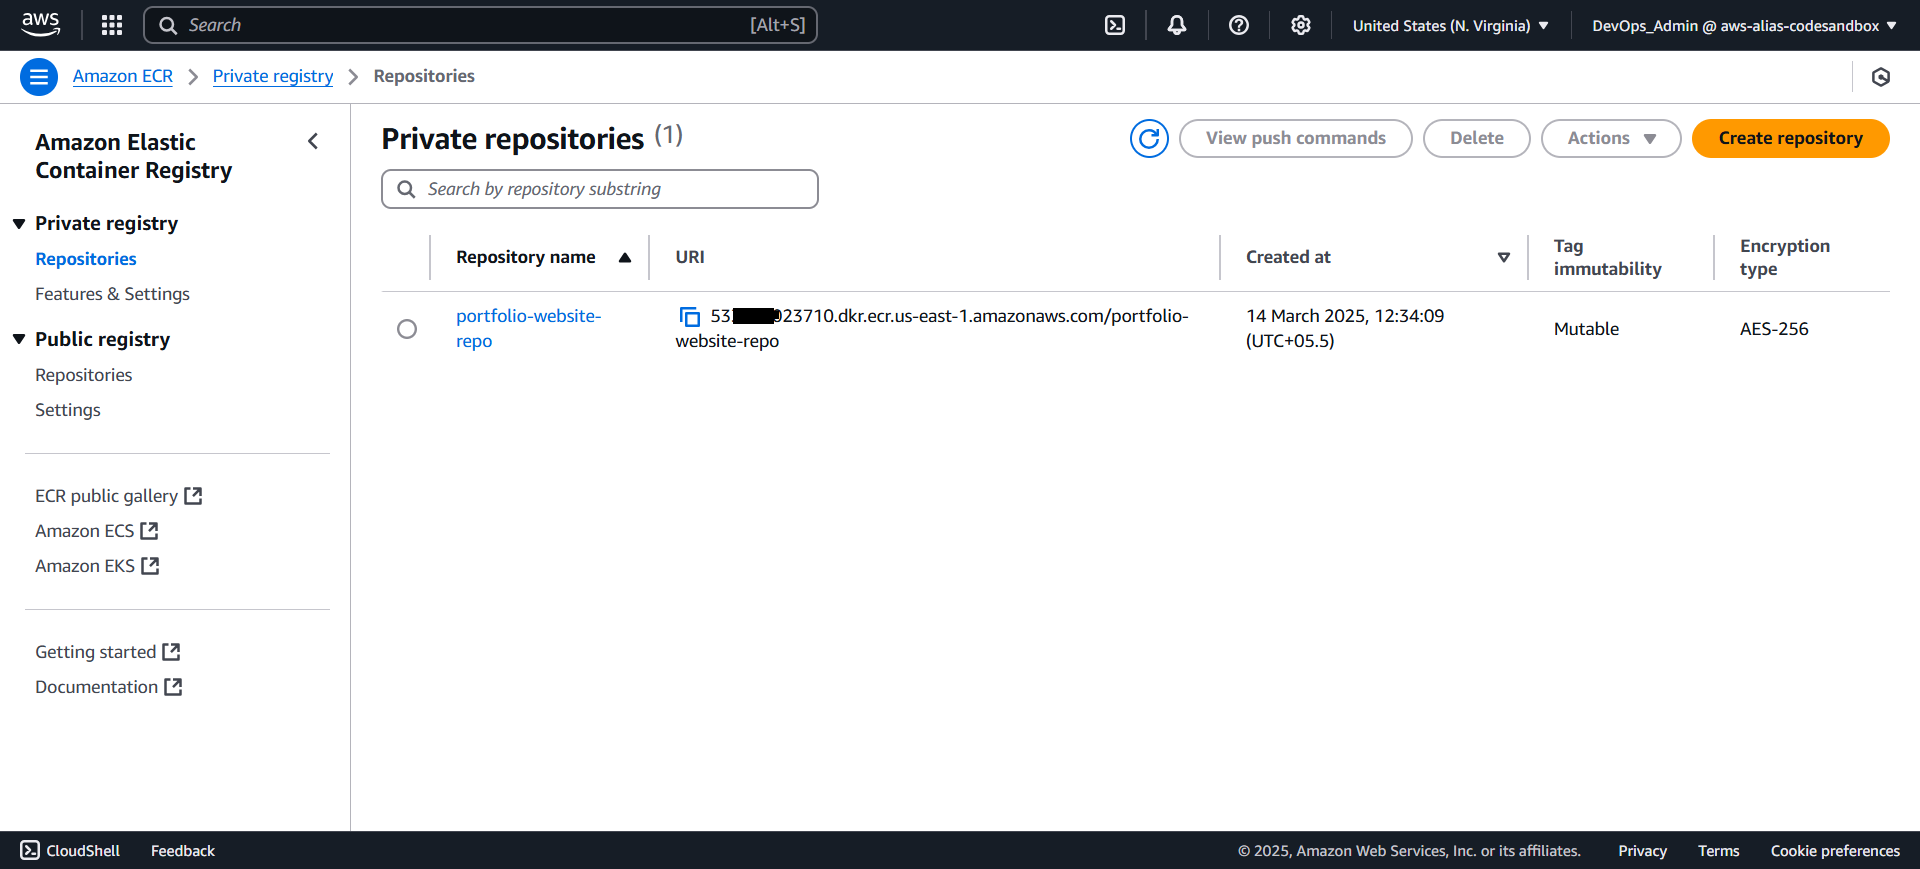 aws
Search [Alt+S]
United States (N. Virginia)
DevOps_Admin @ aws-alias-codesandbox
Amazon ECR
Private registry
Repositories
Amazon Elastic
Container Registry
Private registry
Repositories
Features & Settings
Public registry
Repositories
Settings
ECR public gallery
Amazon ECS
Amazon EKS
Getting started
Documentation
Private repositories (1)
View push commands
Delete
Actions
Create repository
Search by repository substring
Repository name
URI
Created at
Tag
immutability
Encryption
type
portfolio-website-
repo
53 23710.dkr.ecr.us-east-1.amazonaws.com/portfolio-
website-repo
14 March 2025, 12:34:09
(UTC+05.5)
Mutable
AES-256
CloudShell
Feedback
© 2025, Amazon Web Services, Inc. or its affiliates.
Privacy
Terms
Cookie preferences